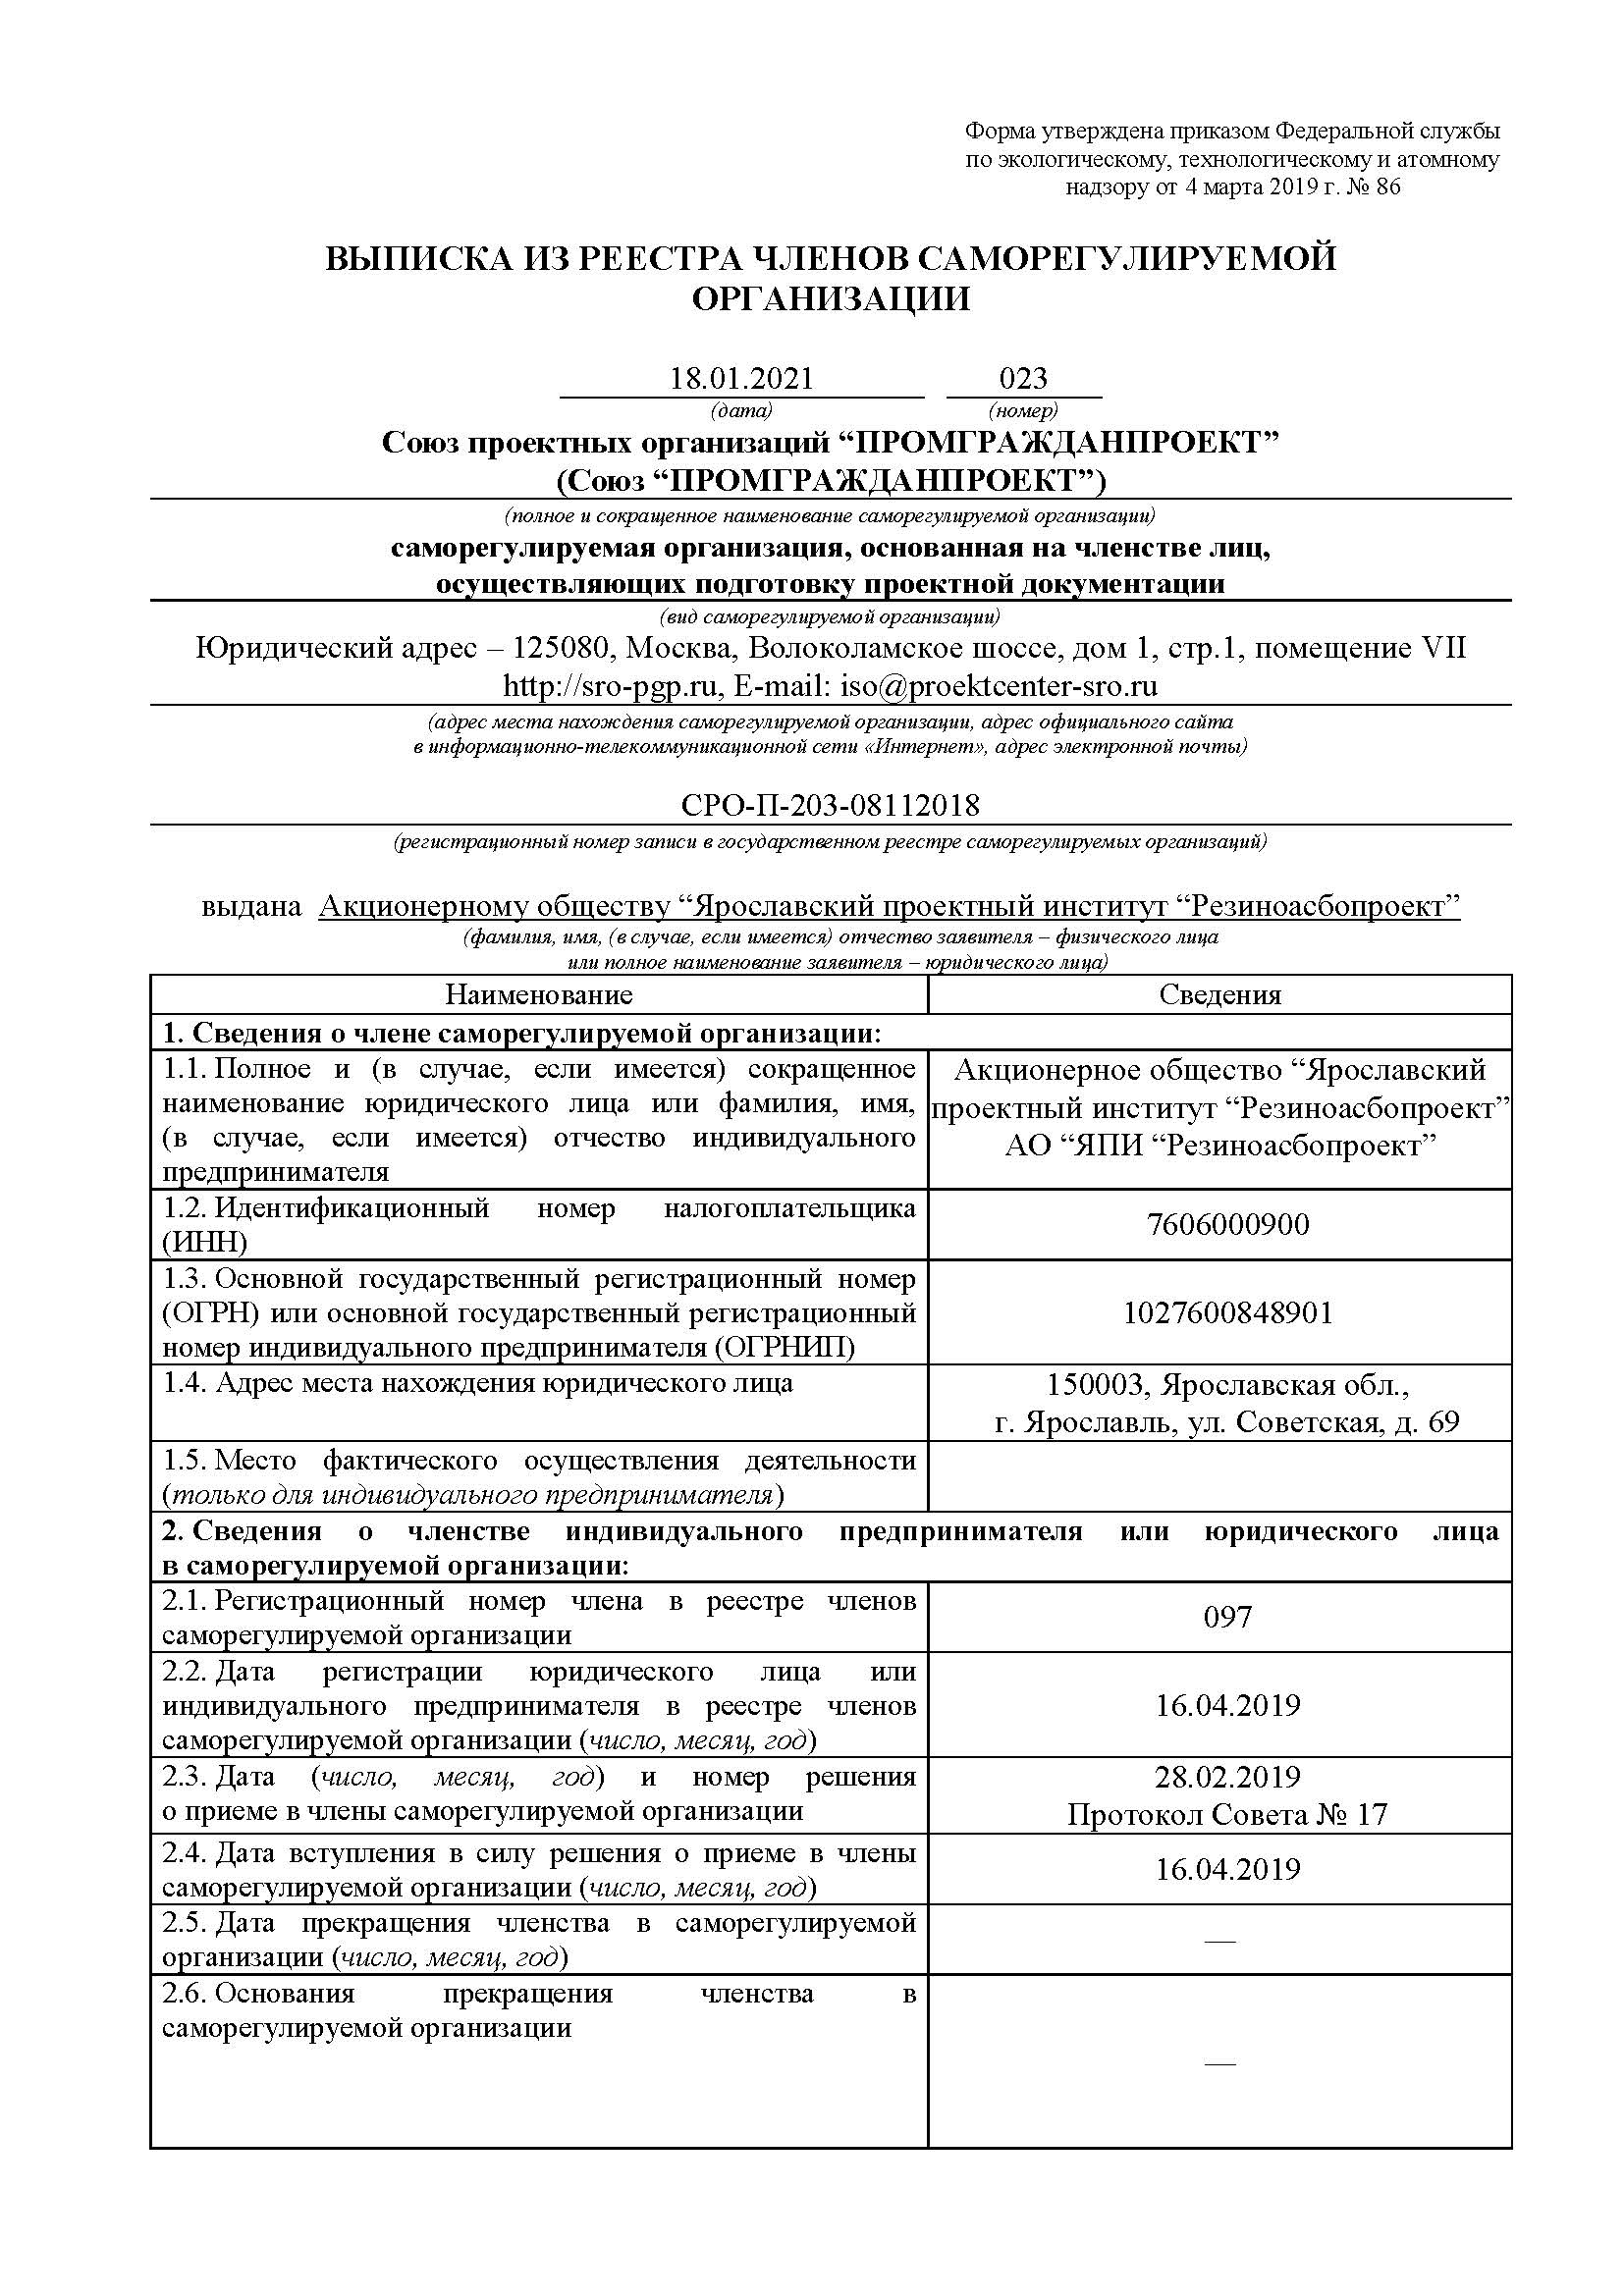 Форма утверждена приказом Федеральной службы
по экологическому, технологическому и атомному
надзору от 4 марта 2019 г. № 86
ВЫПИСКА ИЗ РЕЕСТРА ЧЛЕНОВ САМОРЕГУЛИРУЕМОЙ
ОРГАНИЗАЦИИ
18.01.2021 023
(дата) (номер)
Союз проектных организаций “ПРОМГРАЖДАНПРОЕКТ”
(Союз “ПРОМГРАЖДАНПРОЕКТ”)
(полное и сокращенное наименование саморегулируемой организации)
саморегулируемая организация, основанная на членстве лиц,
осуществляющих подготовку проектной документации
(вид саморегулируемой организации)
Юридический адрес – 125080, Москва, Волоколамское шоссе, дом 1, стр.1, помещение VII
http://sro-pgp.ru, E-mail: iso@proektcenter-sro.ru
(адрес места нахождения саморегулируемой организации, адрес официального сайта
в информационно-телекоммуникационной сети «Интернет», адрес электронной почты)
СРО-П-203-08112018
(регистрационный номер записи в государственном реестре саморегулируемых организаций)
выдана Акционерному обществу “Ярославский проектный институт “Резиноасбопроект”
(фамилия, имя, (в случае, если имеется) отчество заявителя – физического лица
или полное наименование заявителя – юридического лица)
Наименование Сведения
1. Сведения о члене саморегулируемой организации:
1.1. Полное и (в случае, если имеется) сокращенное
наименование юридического лица или фамилия, имя,
(в случае, если имеется) отчество индивидуального
предпринимателя
Акционерное общество “Ярославский
проектный институт “Резиноасбопроект”
АО “ЯПИ “Резиноасбопроект”
1.2. Идентификационный номер налогоплательщика
(ИНН)
7606000900
1.3. Основной государственный регистрационный номер
(ОГРН) или основной государственный регистрационный
номер индивидуального предпринимателя (ОГРНИП)
1027600848901
1.4. Адрес места нахождения юридического лица
150003, Ярославская обл.,
г. Ярославль, ул. Советская, д. 69
1.5. Место фактического осуществления деятельности
(только для индивидуального предпринимателя)
2. Сведения о членстве индивидуального предпринимателя или юридического лица
в саморегулируемой организации:
2.1. Регистрационный номер члена в реестре членов
саморегулируемой организации
097
2.2. Дата регистрации юридического лица или
индивидуального предпринимателя в реестре членов
саморегулируемой организации (число, месяц, год)
16.04.2019
2.3. Дата (число, месяц, год) и номер решения
о приеме в члены саморегулируемой организации
28.02.2019
Протокол Совета № 17
2.4. Дата вступления в силу решения о приеме в члены
саморегулируемой организации (число, месяц, год)
16.04.2019
2.5. Дата прекращения членства в саморегулируемой
организации (число, месяц, год)
—
2.6. Основания прекращения членства в
саморегулируемой организации
—